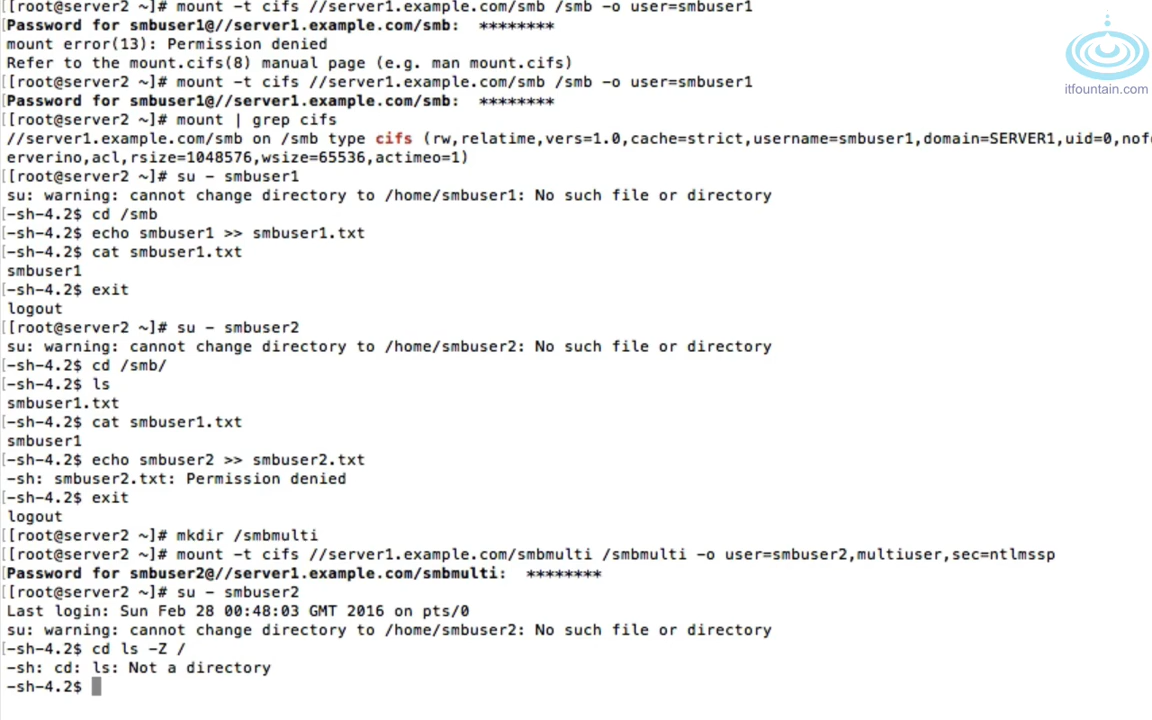 [[root@server2 ~]# mount -t cifs //server1.example.com/smb /smb -o user=smbuser1
[Password for smbuser1@//server1.example.com/smb:  ********
mount error(13): Permission denied
Refer to the mount.cifs(8) manual page (e.g. man mount.cifs)
[[root@server2 ~]# mount -t cifs //server1.example.com/smb /smb -o user=smbuser1
[Password for smbuser1@//server1.example.com/smb:  ********
[[root@server2 ~]# mount | grep cifs
//server1.example.com/smb on /smb type cifs (rw,relatime,vers=1.0,cache=strict,username=smbuser1,domain=SERVER1,uid=0,nofo
erverino,acl,rsize=1048576,wsize=65536,actimeo=1)
[[root@server2 ~]# su - smbuser1
su: warning: cannot change directory to /home/smbuser1: No such file or directory
[-sh-4.2$ cd /smb
[-sh-4.2$ echo smbuser1 >> smbuser1.txt
[-sh-4.2$ cat smbuser1.txt
smbuser1
[-sh-4.2$ exit
logout
[[root@server2 ~]# su - smbuser2
su: warning: cannot change directory to /home/smbuser2: No such file or directory
[-sh-4.2$ cd /smb/
[-sh-4.2$ ls
smbuser1.txt
[-sh-4.2$ cat smbuser1.txt
smbuser1
[-sh-4.2$ echo smbuser2 >> smbuser2.txt
-sh: smbuser2.txt: Permission denied
[-sh-4.2$ exit
logout
[[root@server2 ~]# mkdir /smbmulti
[[root@server2 ~]# mount -t cifs //server1.example.com/smbmulti /smbmulti -o user=smbuser2,multiuser,sec=ntlmssp
[Password for smbuser2@//server1.example.com/smbmulti:  ********
[[root@server2 ~]# su - smbuser2
Last login: Sun Feb 28 00:48:03 GMT 2016 on pts/0
su: warning: cannot change directory to /home/smbuser2: No such file or directory
[-sh-4.2$ cd ls -Z /
-sh: cd: ls: Not a directory
-sh-4.2$
itfountain.com